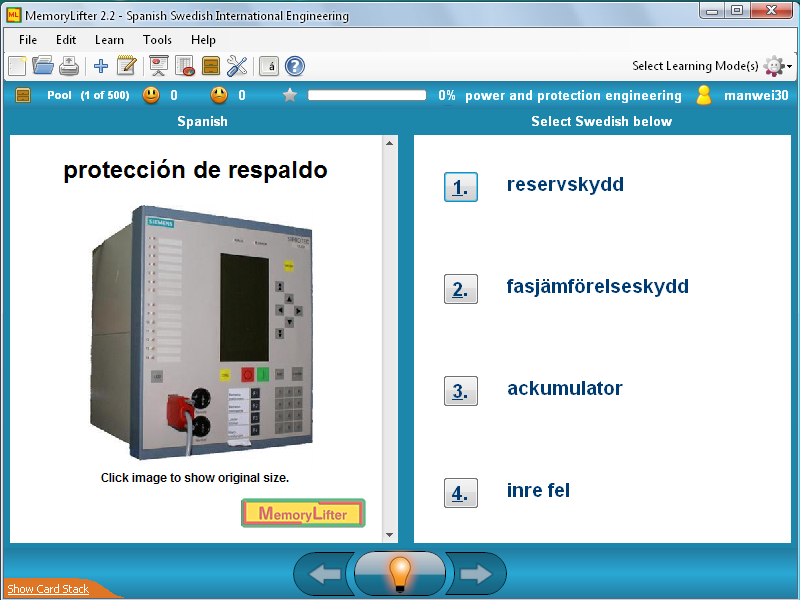 MemoryLifter 2.2 - Spanish Swedish International Engineering
File Edit Learn Tools Help
á ? Select Learning Mode(s)
Pool (1 of 500) 0 0 0% power and protection engineering manwei30
Spanish
Select Swedish below
protección de respaldo
SIEMENS
Click image to show original size.
MemoryLifter
1. reservskydd
2. fasjämförelseskydd
3. ackumulator
4. inre fel
Show Card Stack